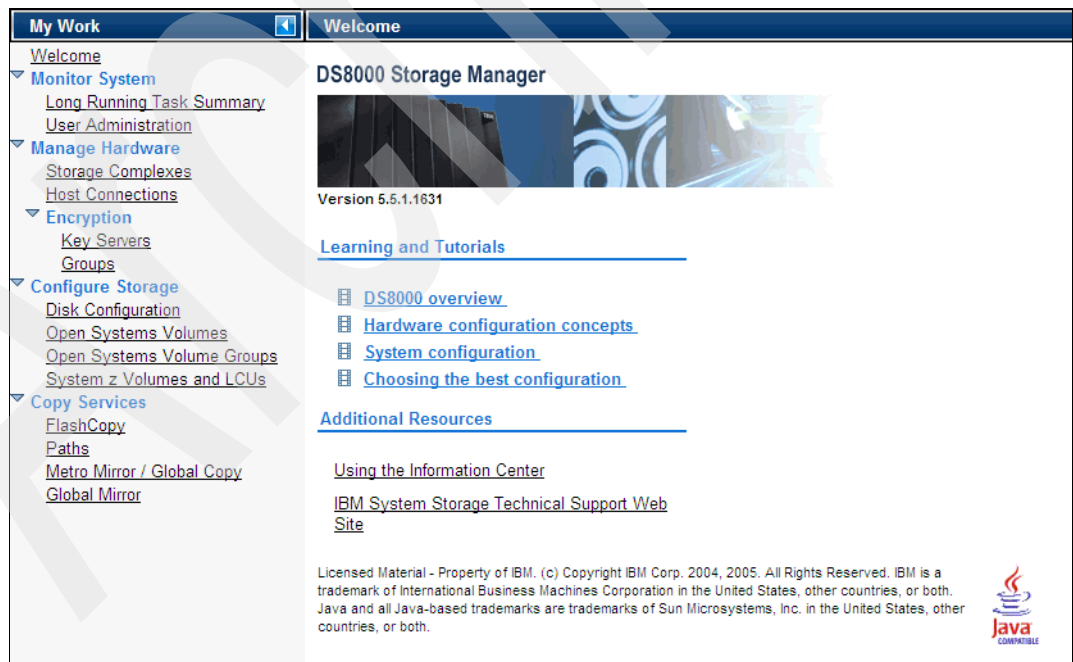 My Work
Welcome
Monitor System
Long Running Task Summary
User Administration
Manage Hardware
Storage Complexes
Host Connections
Encryption
Key Servers
Groups
Configure Storage
Disk Configuration
Open Systems Volumes
Open Systems Volume Groups
System z Volumes and LCUs
Copy Services
FlashCopy
Paths
Metro Mirror / Global Copy
Global Mirror
Welcome
DS8000 Storage Manager
IBM
Version 5.5.1.1631
Learning and Tutorials
DS8000 overview
Hardware configuration concepts
System configuration
Choosing the best configuration
Additional Resources
Using the Information Center
IBM System Storage Technical Support Web
Site
Licensed Material - Property of IBM. (c) Copyright IBM Corp. 2004, 2005. All Rights Reserved. IBM is a
trademark of International Business Machines Corporation in the United States, other countries, or both.
Java and all Java-based trademarks are trademarks of Sun Microsystems, Inc. in the United States, other
countries, or both.
Java
COMPATIBLE